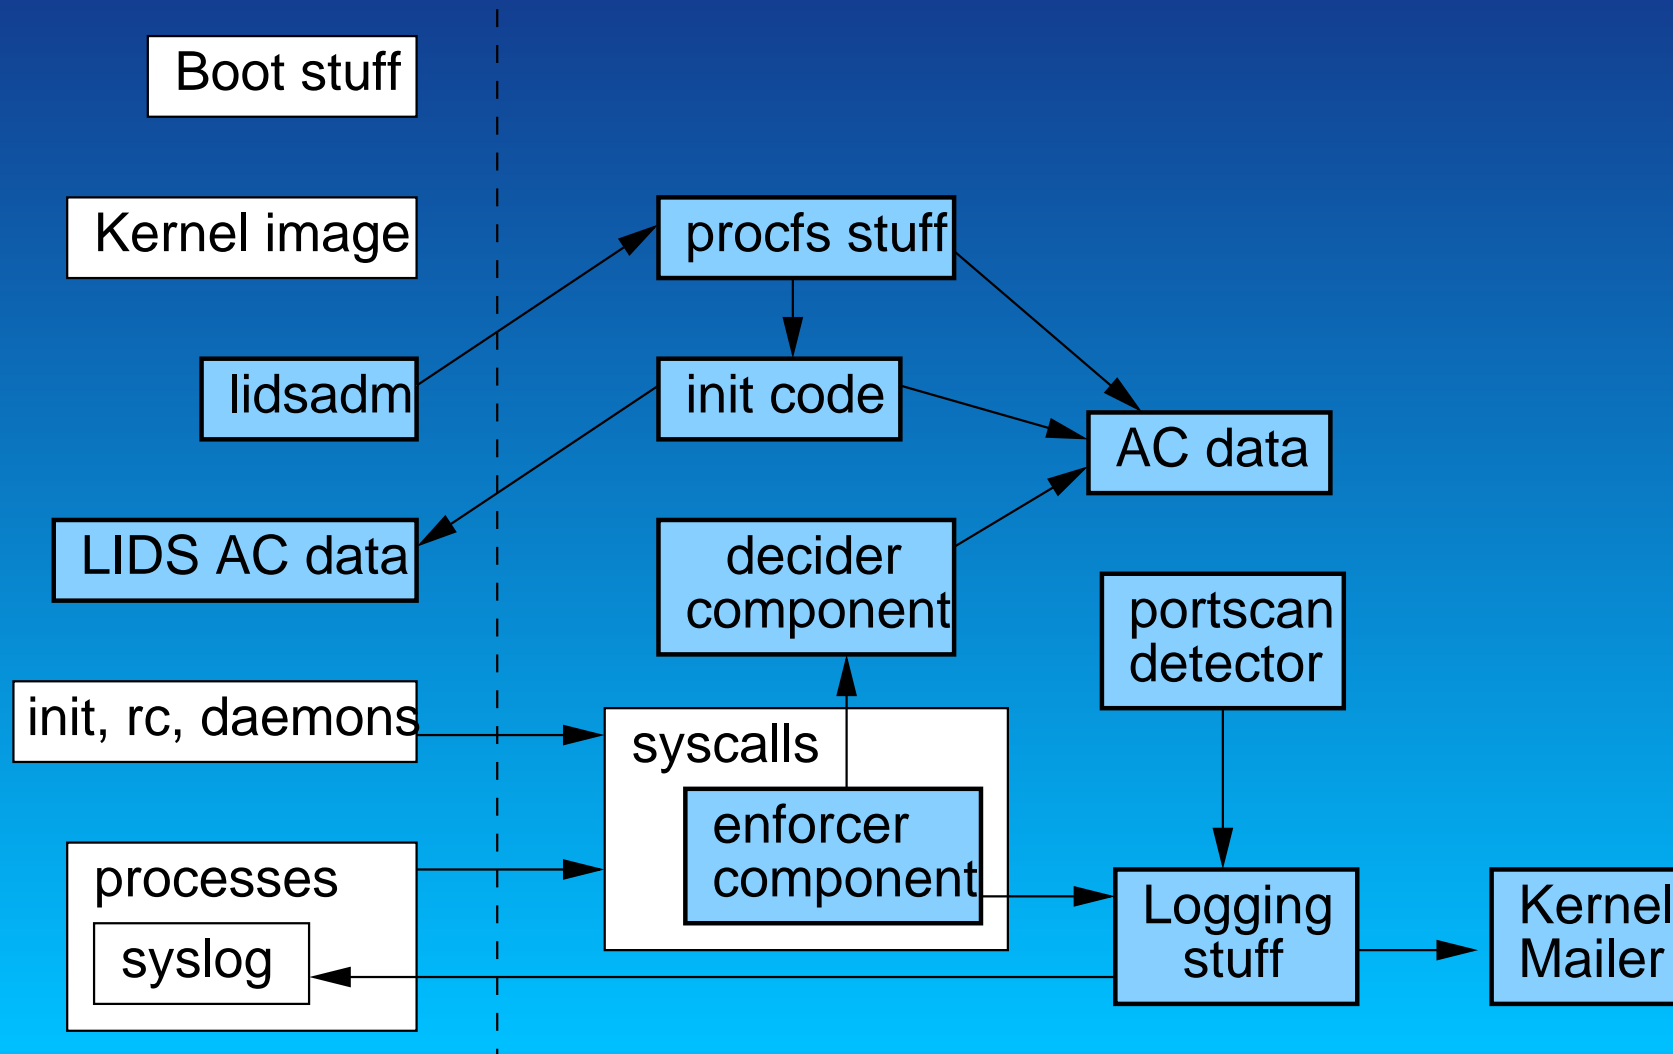 Boot stuff
Kernel image
procfs stuff
lidsadm
init code
AC data
LIDS AC data
decider
component
portscan
detector
init, rc, daemons
syscalls
enforcer
component
processes
syslog
Logging
stuff
Kernel
Mailer